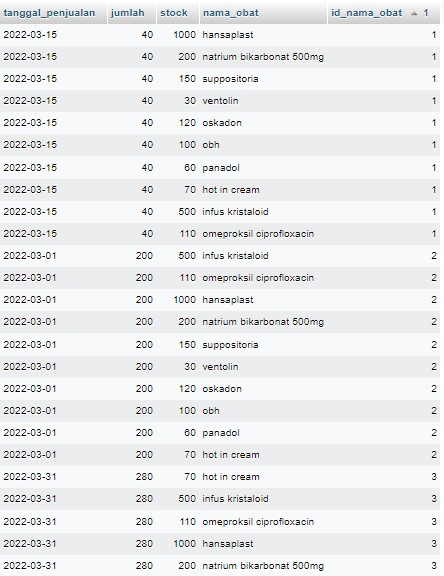 tanggal_penjualan jumlah stock nama_obat id_nama_obat 1
2022-03-15 40 1000 hansaplast 1
2022-03-15 40 200 natrium bikarbonat 500mg 1
2022-03-15 40 150 suppositoria 1
2022-03-15 40 30 ventolin 1
2022-03-15 40 120 oskadon 1
2022-03-15 40 100 obh 1
2022-03-15 40 60 panadol 1
2022-03-15 40 70 hot in cream 1
2022-03-15 40 500 infus kristaloid 1
2022-03-15 40 110 omeproksil ciprofloxacin 1
2022-03-01 200 500 infus kristaloid 2
2022-03-01 200 110 omeproksil ciprofloxacin 2
2022-03-01 200 1000 hansaplast 2
2022-03-01 200 200 natrium bikarbonat 500mg 2
2022-03-01 200 150 suppositoria 2
2022-03-01 200 30 ventolin 2
2022-03-01 200 120 oskadon 2
2022-03-01 200 100 obh 2
2022-03-01 200 60 panadol 2
2022-03-01 200 70 hot in cream 2
2022-03-31 280 70 hot in cream 3
2022-03-31 280 500 infus kristaloid 3
2022-03-31 280 110 omeproksil ciprofloxacin 3
2022-03-31 280 1000 hansaplast 3
2022-03-31 280 200 natrium bikarbonat 500mg 3